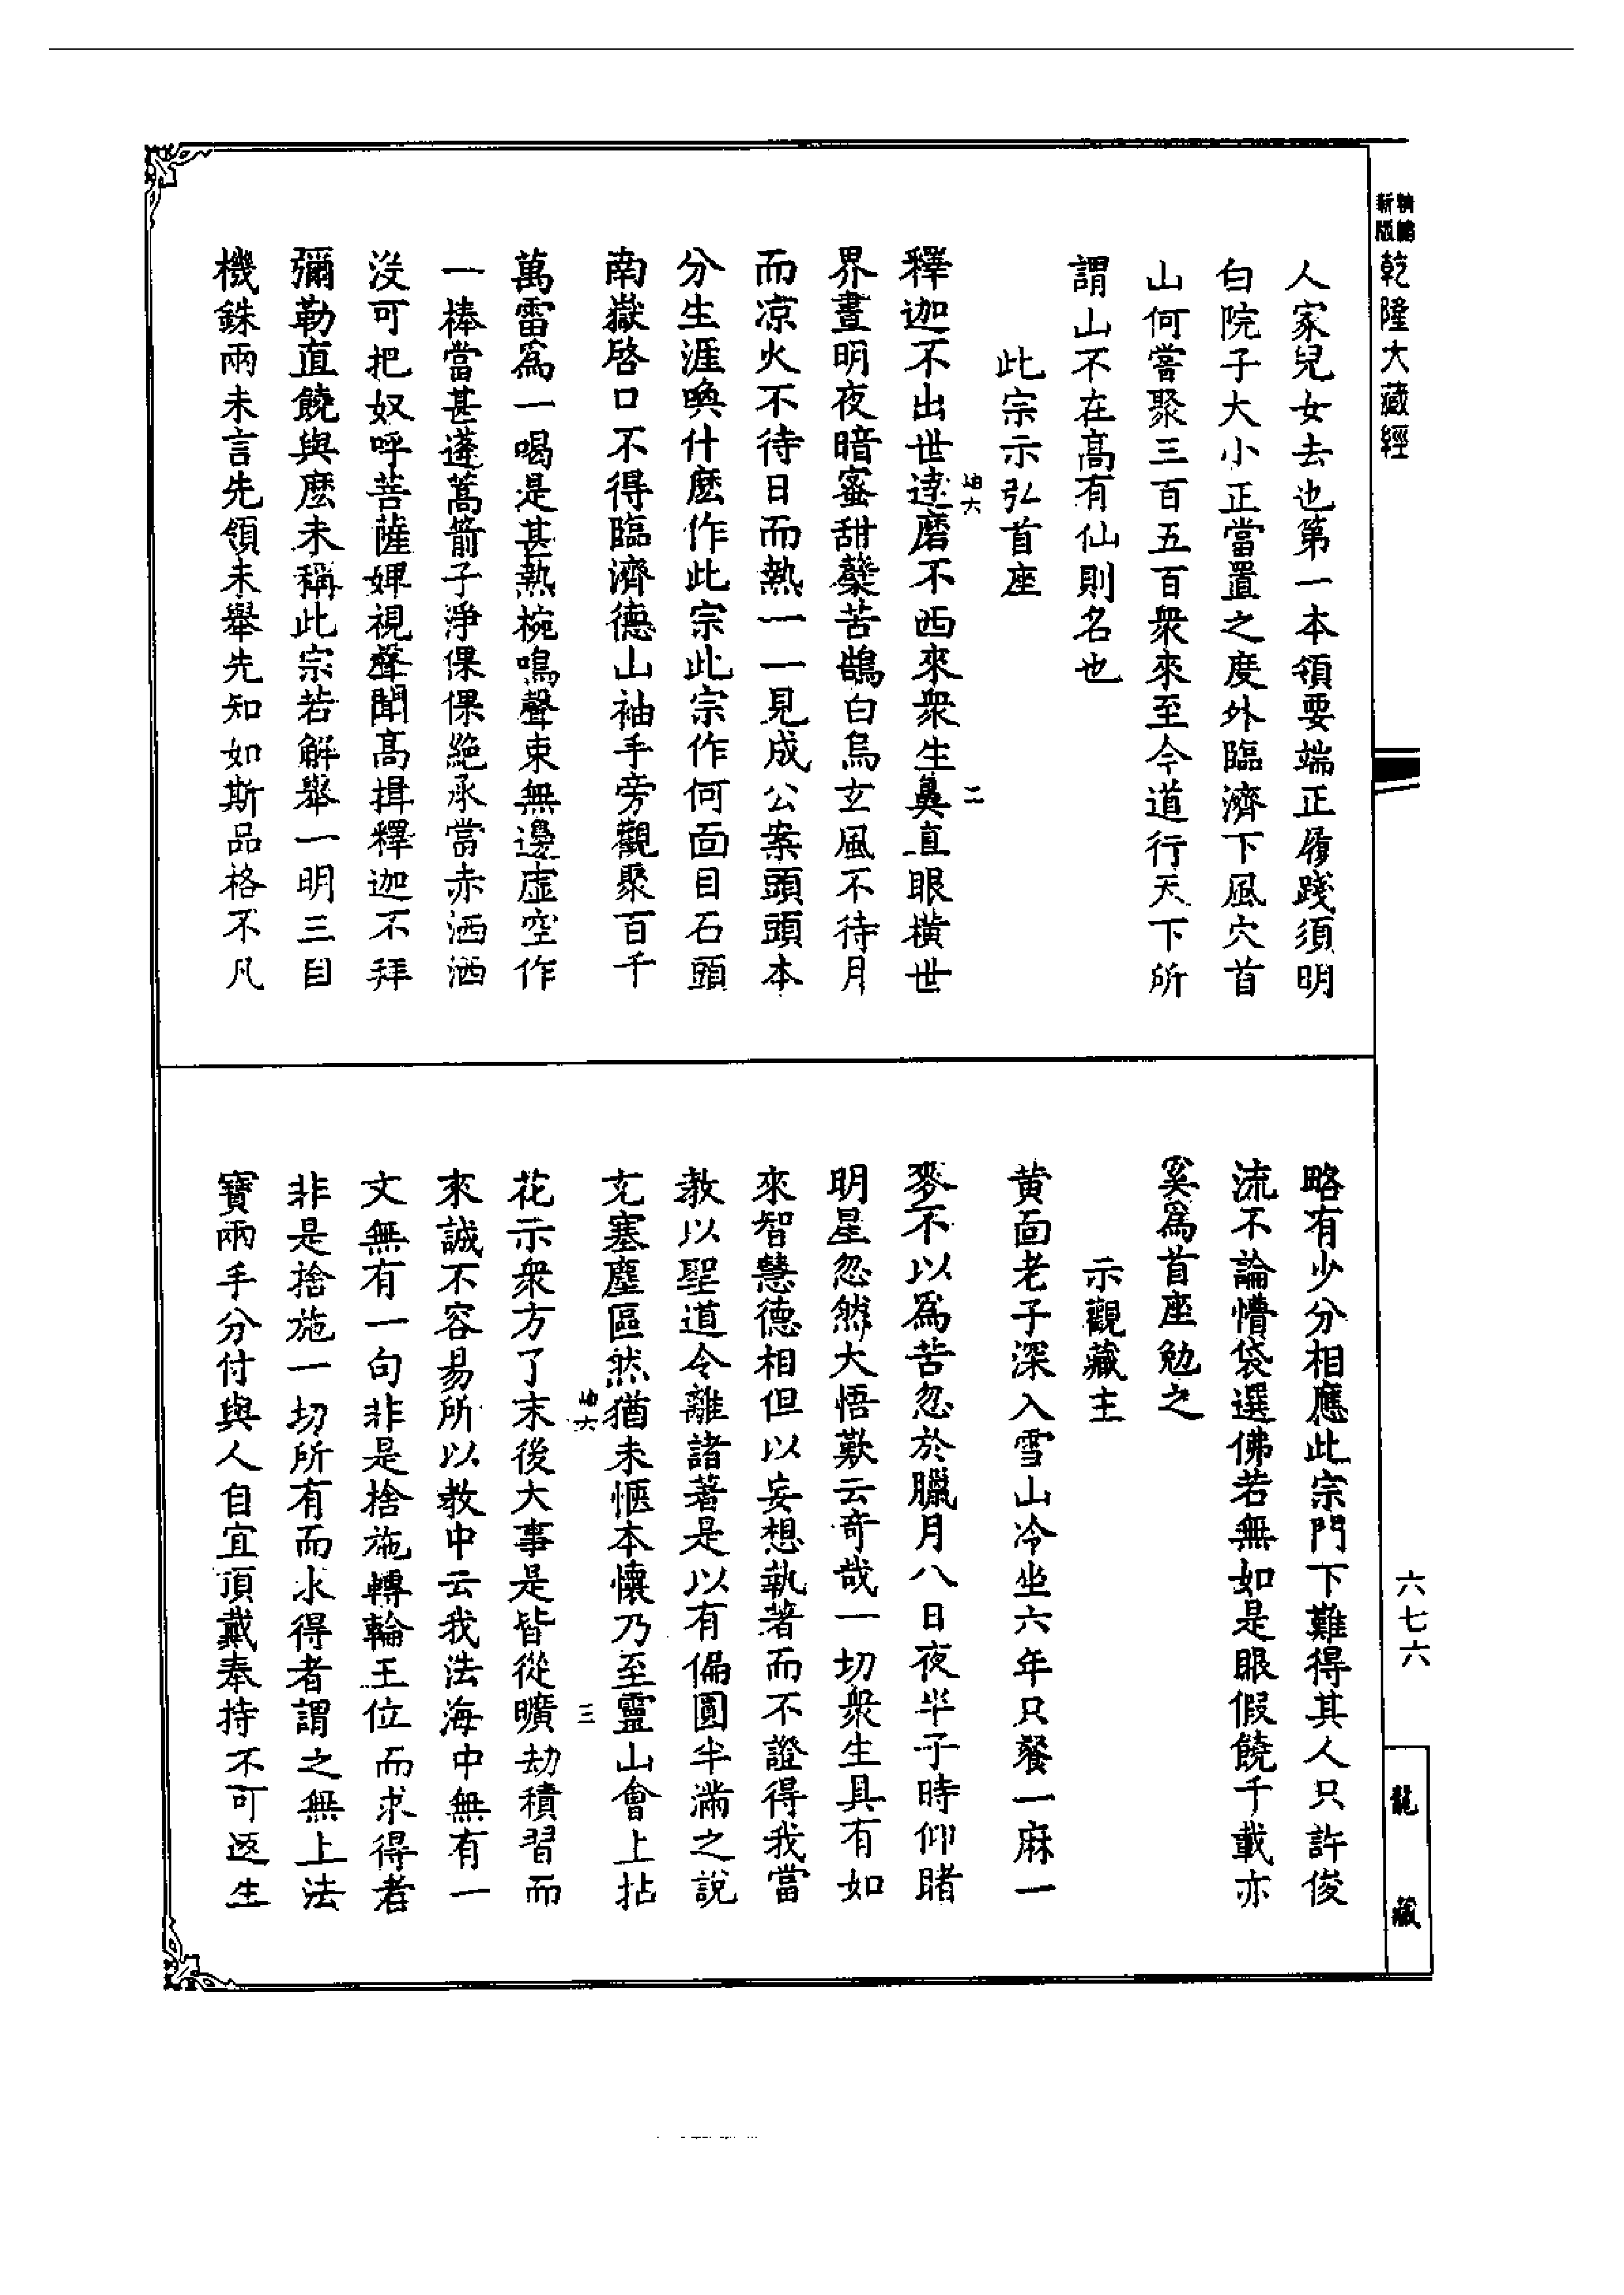 乾隆大藏經
人家兒女去也第一本領要端正履踐須明
白院子大小正當置之度外臨濟下風穴首
山何嘗聚三百五百衆來至今道行天下所
謂山不在高有仙則名也
此宗示弘首座
釋迦不出世達磨不西來衆生鼻直眼橫世
界晝明夜暗蜜甜蘗苦鵲白烏玄風不待月
而凉火不待日而熱一一見成公案頭頭本
分生涯喚什麽作此宗此宗作何面目石頭
南嶽啓口不得臨濟德山袖手旁觀聚百千
萬雷爲一喝是甚熱椀鳴聲束無邊虛空作
一棒當甚蓬蒿箭子淨倮倮絶承當赤洒洒
沒可把奴呼菩薩婢視聲聞高揖釋迦不拜
彌勒直饒與麽未稱此宗若解舉一明三目
機銖兩未言先領未舉先知如斯品格不凡
二
略有少分相應此宗門下難得其人只許俊
流不論懵袋選佛若無如是眼假饒千載亦
奚爲首座勉之
示觀藏主
黄面老子深入雪山冷坐六年只餐一麻一
麥不以爲苦忽於臘月八日夜半子時仰睹
明星忽然大悟歎云奇哉一切衆生具有如
來智慧德相但以妄想執著而不證得我當
教以聖道令離諸著是以有偏圓半滿之說
充塞塵區然猶未愜本懷乃至靈山會上拈
花示衆方了末後大事是皆從曠劫積習而
來誠不容易所以教中云我法海中無有一
文無有一句非是捨施轉輪王位而求得者
非是捨施一切所有而求得者謂之無上法
寶兩手分付與人自宜頂戴奉持不可返生
三
六七六
龍藏